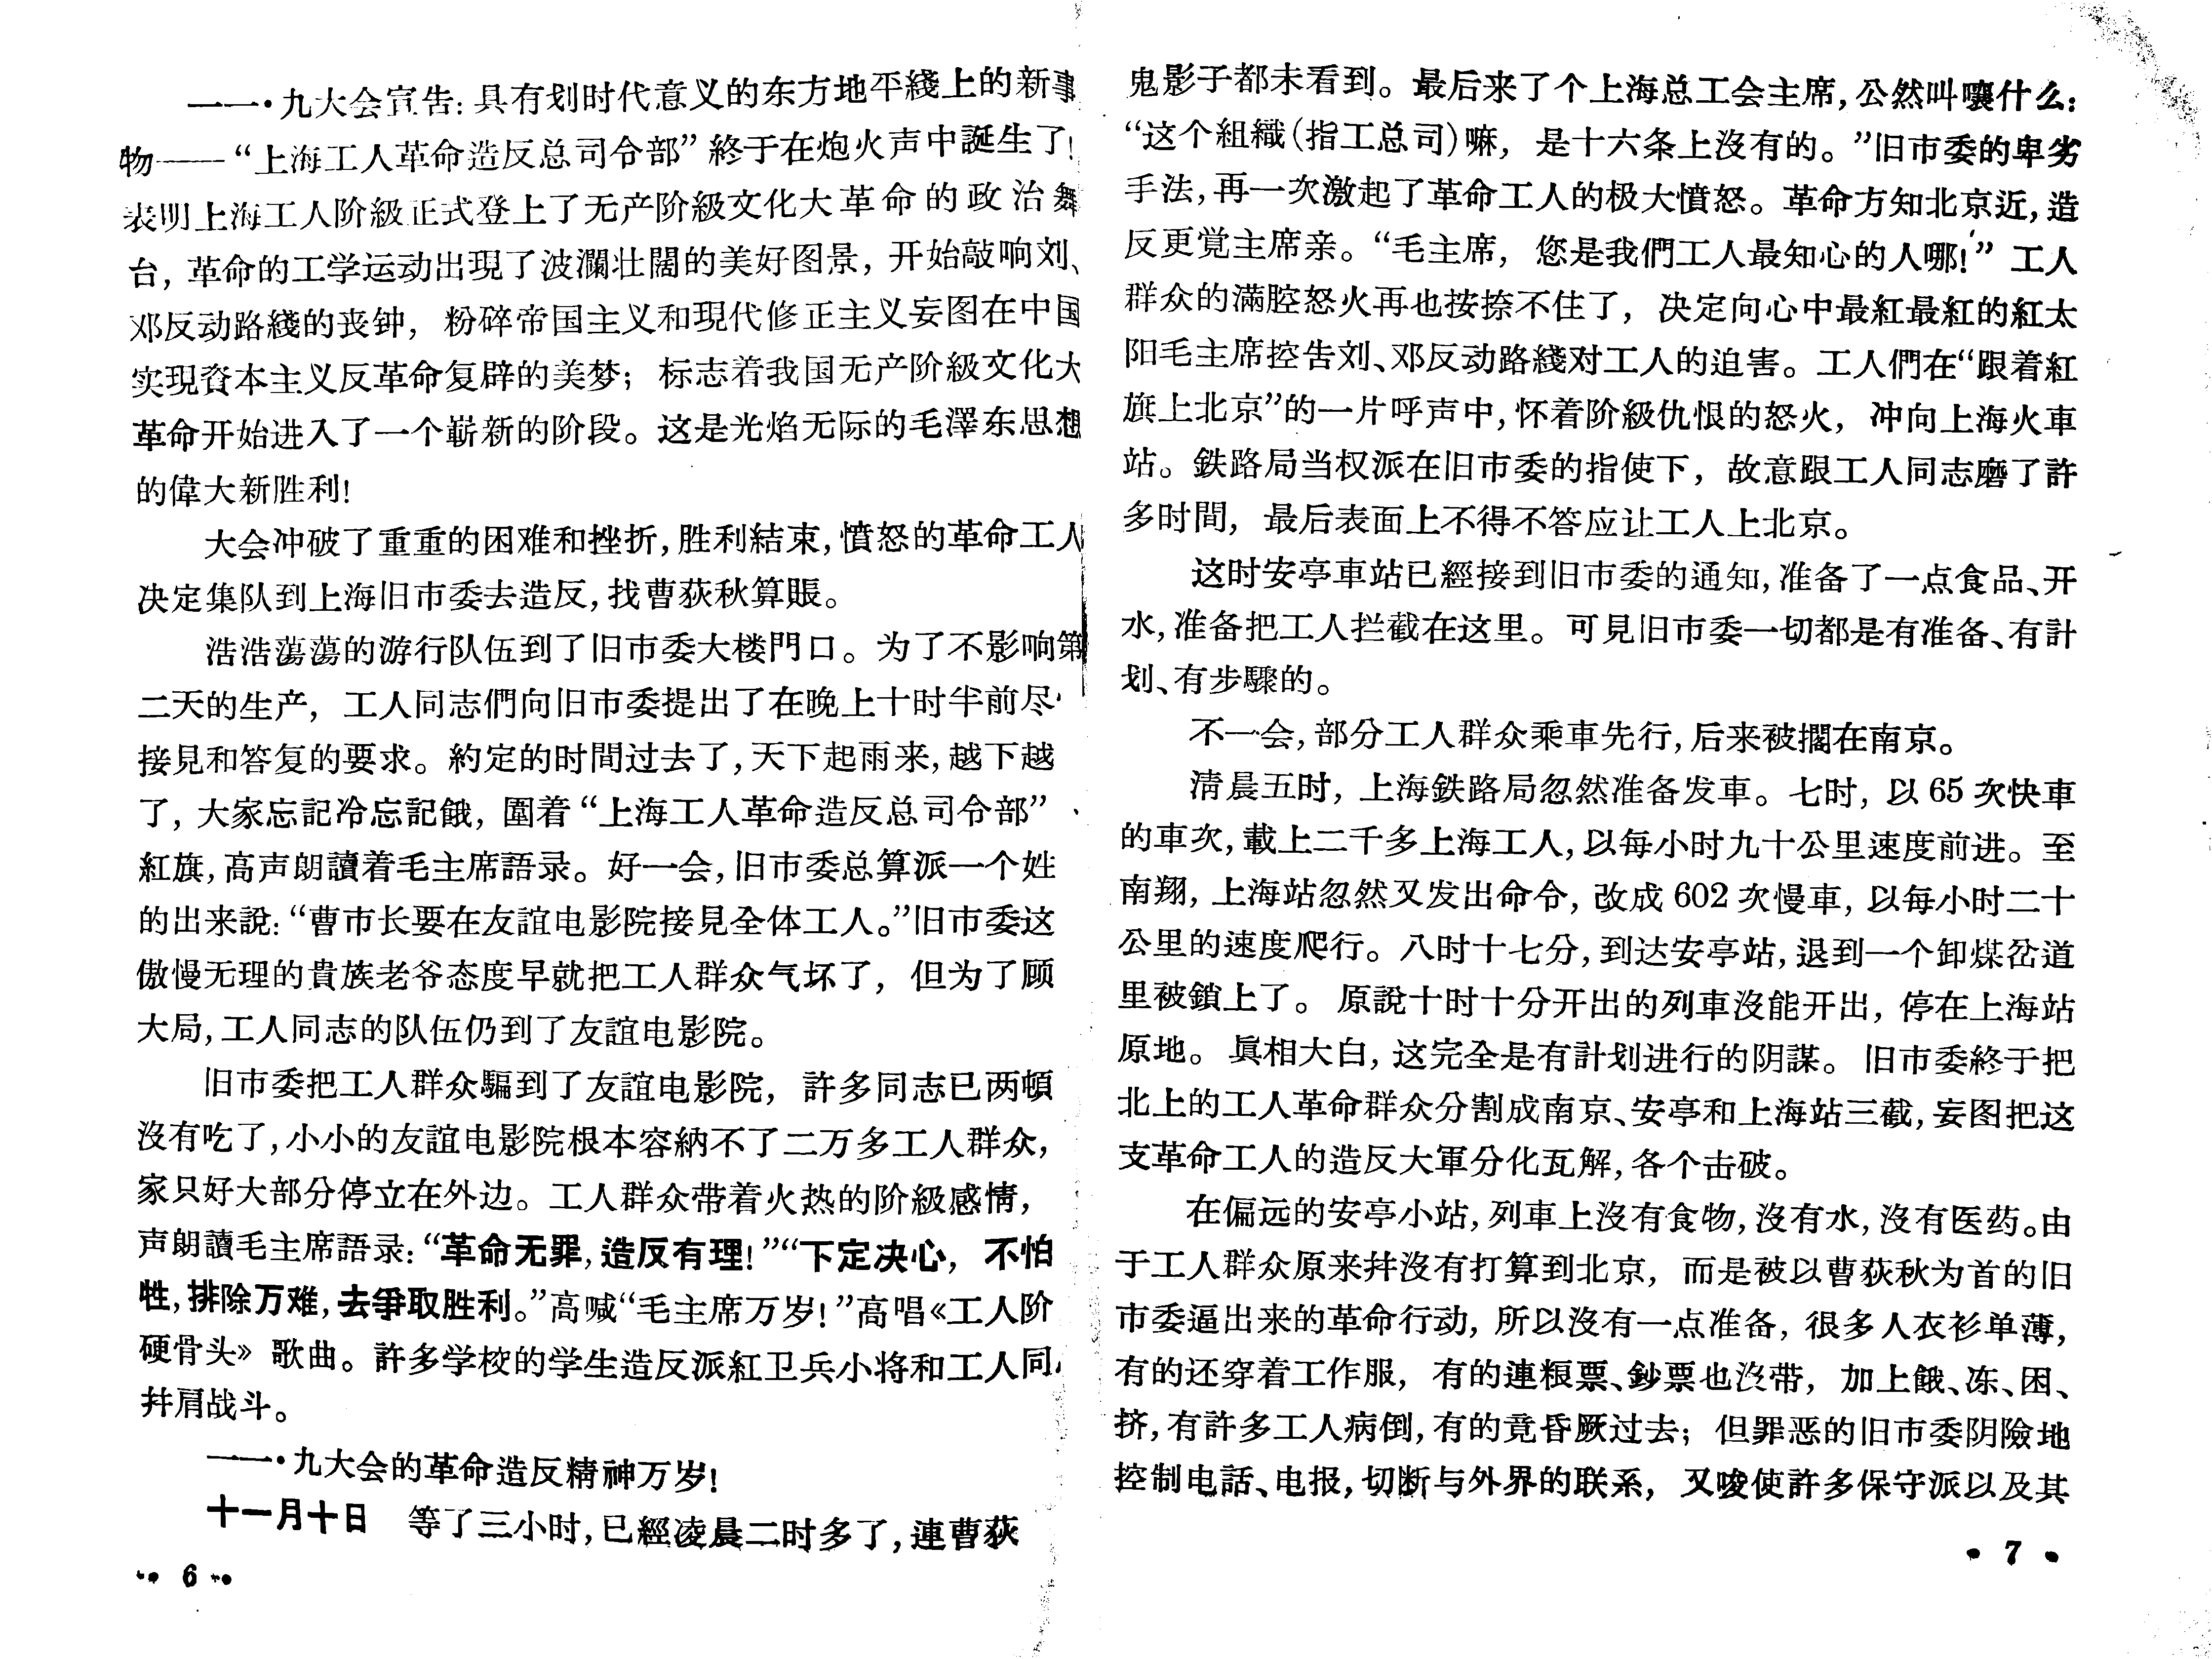 一一·九大会宣告：具有划时代意义的东方地平綫上的新事
物——“上海工人革命造反总司令部”終于在炮火声中誕生了！
表明上海工人阶級正式登上了无产阶級文化大革命的政治舞
台，革命的工学运动出現了波瀾壮闊的美好图景，开始敲响刘、
邓反动路綫的丧钟，粉碎帝国主义和現代修正主义妄图在中国
实現資本主义反革命复辟的美梦；标志着我国无产阶級文化大
革命开始进入了一个嶄新的阶段。这是光焰无际的毛澤东思想
的偉大新胜利！
大会冲破了重重的困难和挫折，胜利結束，憤怒的革命工人
决定集队到上海旧市委去造反，找曹荻秋算賬。
浩浩蕩蕩的游行队伍到了旧市委大楼門口。为了不影响第
二天的生产，工人同志們向旧市委提出了在晚上十时半前尽
接見和答复的要求。約定的时間过去了，天下起雨来，越下越
了，大家忘記冷忘記餓，圍着“上海工人革命造反总司令部”
紅旗，高声朗讀着毛主席語录。好一会，旧市委总算派一个姓
的出来說：“曹市长要在友誼电影院接見全体工人。”旧市委这
傲慢无理的貴族老爷态度早就把工人群众气坏了，但为了顾
大局，工人同志的队伍仍到了友誼电影院。
旧市委把工人群众騙到了友誼电影院，許多同志已两頓
沒有吃了，小小的友誼电影院根本容納不了二万多工人群众，
家只好大部分停立在外边。工人群众带着火热的阶級感情，
声朗讀毛主席語录：“革命无罪，造反有理！”“下定决心，不怕
牲，排除万难，去爭取胜利。”高喊“毛主席万岁！”高唱《工人阶
硬骨头》歌曲。許多学校的学生造反派紅卫兵小将和工人同
幷肩战斗。
一一·九大会的革命造反精神万岁！
十一月十日　等了三小时，已經凌晨二时多了，連曹荻
·6·
鬼影子都未看到。最后来了个上海总工会主席，公然叫嚷什么：
“这个組織（指工总司）嘛，是十六条上沒有的。”旧市委的卑劣
手法，再一次激起了革命工人的极大憤怒。革命方知北京近，造
反更覚主席亲。“毛主席，您是我們工人最知心的人哪！”工人
群众的满腔怒火再也按捺不住了，决定向心中最紅最紅的紅太
阳毛主席控告刘、邓反动路綫对工人的迫害。工人們在“跟着紅
旗上北京”的一片呼声中，怀着阶級仇恨的怒火，冲向上海火車
站。鉄路局当权派在旧市委的指使下，故意跟工人同志磨了許
多时間，最后表面上不得不答应让工人上北京。
这时安亭車站已經接到旧市委的通知，准备了一点食品、开
水，准备把工人拦截在这里。可見旧市委一切都是有准备、有計
划、有步驟的。
不一会，部分工人群众乘車先行，后来被擱在南京。
清晨五时，上海鉄路局忽然准备发車。七时，以65次快車
的車次，載上二千多上海工人，以每小时九十公里速度前进。至
南翔，上海站忽然又发出命令，改成602次慢車，以每小时二十
公里的速度爬行。八时十七分，到达安亭站，退到一个卸煤岔道
里被鎖上了。原說十时十分开出的列車沒能开出，停在上海站
原地。眞相大白，这完全是有計划进行的阴謀。旧市委終于把
北上的工人革命群众分割成南京、安亭和上海站三截，妄图把这
支革命工人的造反大軍分化瓦解，各个击破。
在偏远的安亭小站，列車上沒有食物，沒有水，沒有医药。由
于工人群众原来幷沒有打算到北京，而是被以曹荻秋为首的旧
市委逼出来的革命行动，所以沒有一点准备，很多人衣衫单薄，
有的还穿着工作服，有的連粮票、鈔票也沒带，加上餓、冻、困、
挤，有許多工人病倒，有的竟昏厥过去；但罪恶的旧市委阴險地
控制电話、电报，切断与外界的联系，又唆使許多保守派以及其
·7·